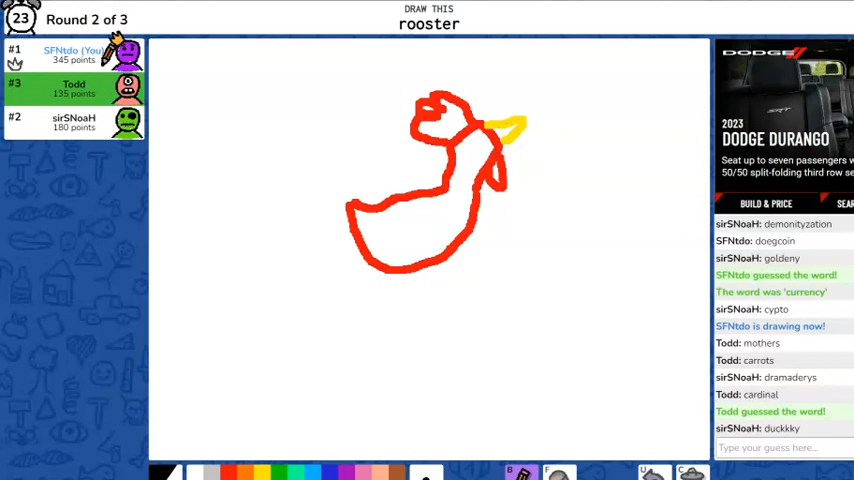 23
Round 2 of 3
DRAW THIS
rooster
#1
SFNtdo (You)
345 points
#3
Todd
135 points
#2
sirSNoaH
180 points
DODGE
SRT
2023
DODGE DURANGO
Seat up to seven passengers w
50/50 split-folding third row se
BUILD & PRICE
SEAR
sirSNoaH: demonityzation
SFNtdo: doegcoin
sirSNoaH: goldeny
SFNtdo guessed the word!
The word was 'currency'
sirSNoaH: cypto
SFNtdo is drawing now!
Todd: mothers
Todd: carrots
sirSNoaH: dramaderys
Todd: cardinal
Todd guessed the word!
sirSNoaH: duckkky
Type your guess here...
B
F
U
C